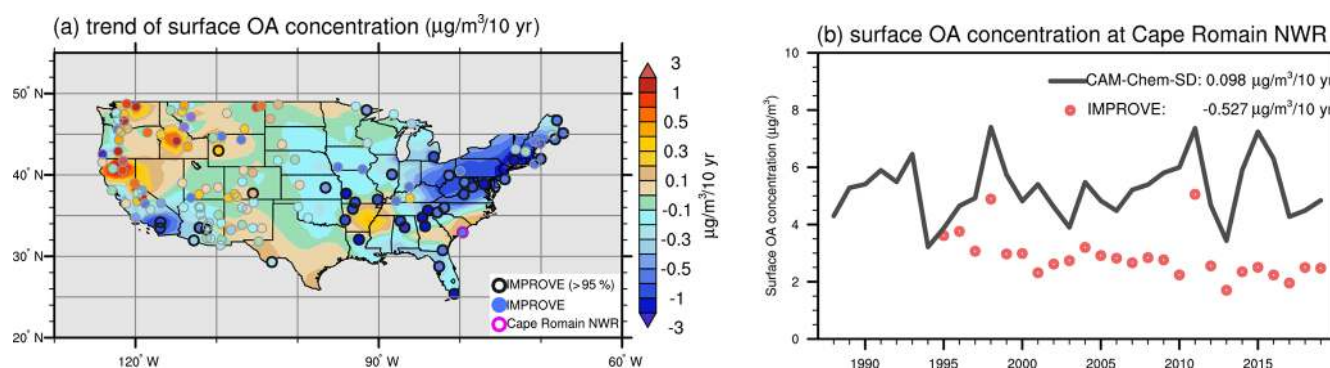 (a) trend of surface OA concentration (µg/m³/10 yr)
50° N
40° N
30° N
20° N
120° W
90° W
60° W
IMPROVE (>95 %)
IMPROVE
Cape Romain NWR
3
1
0.5
0.3
0.1
-0.1
-0.3
-0.5
-1
-3
µg/m³/10 yr
(b) surface OA concentration at Cape Romain NWR
CAM-Chem-SD: 0.098 µg/m³/10 yr
IMPROVE: -0.527 µg/m³/10 yr
Surface OA concentration (µg/m³)
10
8
6
4
2
0
1990
1995
2000
2005
2010
2015